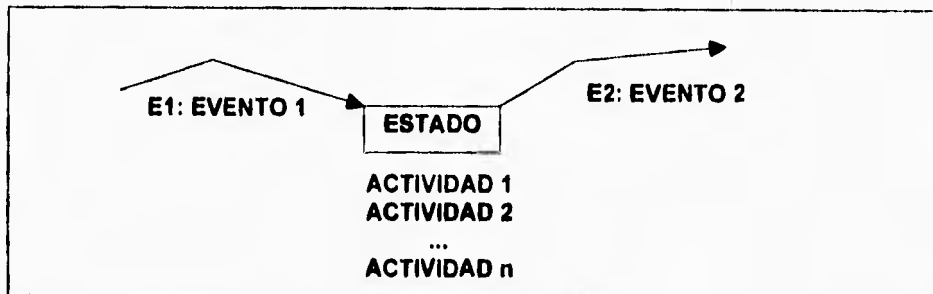 E1: EVENTO 1
E2: EVENTO 2
ESTADO
ACTIVIDAD 1
ACTIVIDAD 2
...
ACTIVIDAD n